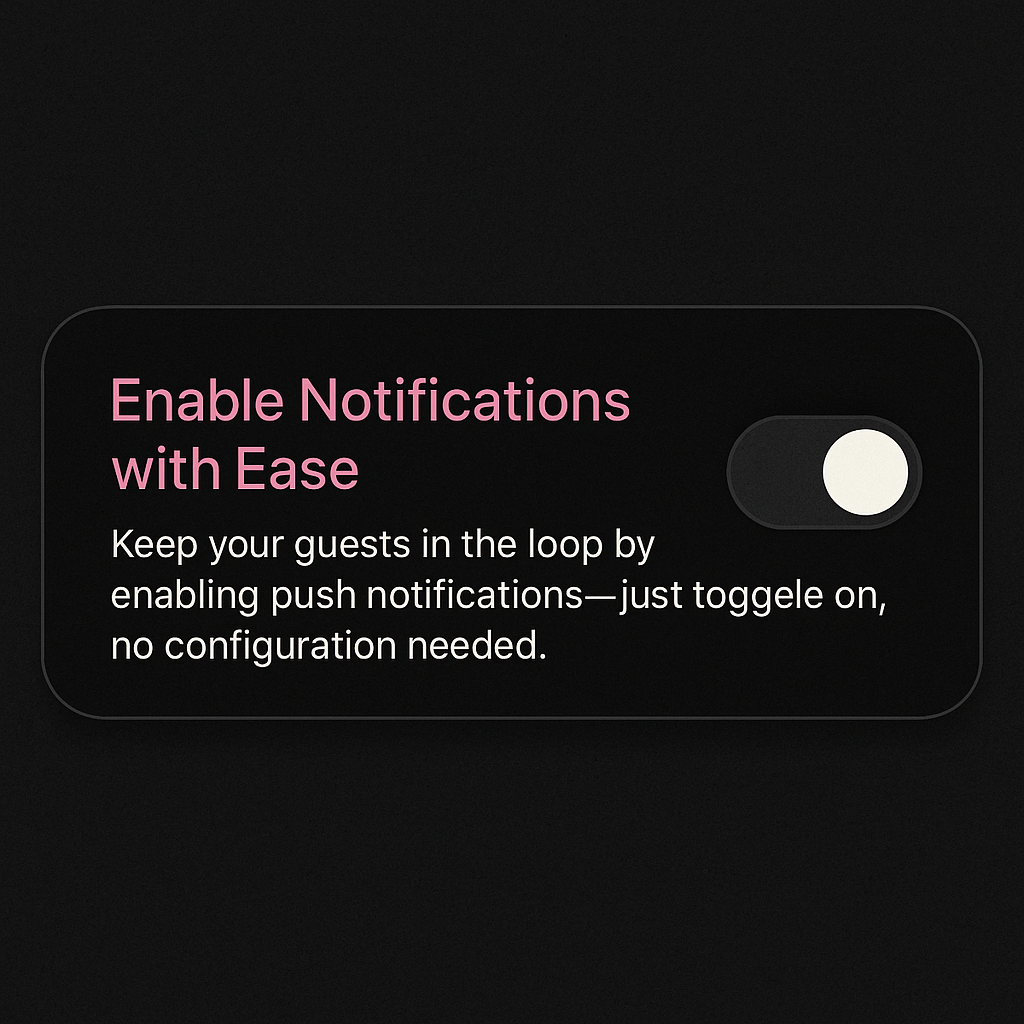 Enable Notifications
with Ease
Keep your guests in the loop by
enabling push notifications—just toggele on,
no configuration needed.